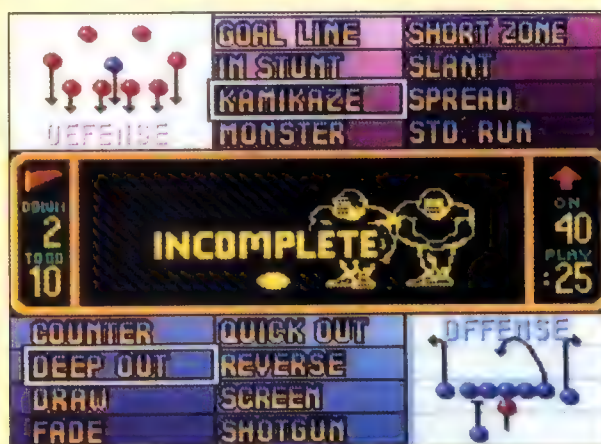 GOAL LINE SHORT ZONE
IN STUNT SLANT
KAMIKAZE SPREAD
DEFENSE MONSTER STD. RUN
DOWN
2
TO GO
10
INCOMPLETE
ON
40
PLAY
:25
COUNTER QUICK OUT OFFENSE
DEEP OUT REVERSE
DRAW SCREEN
FADE SHOTGUN